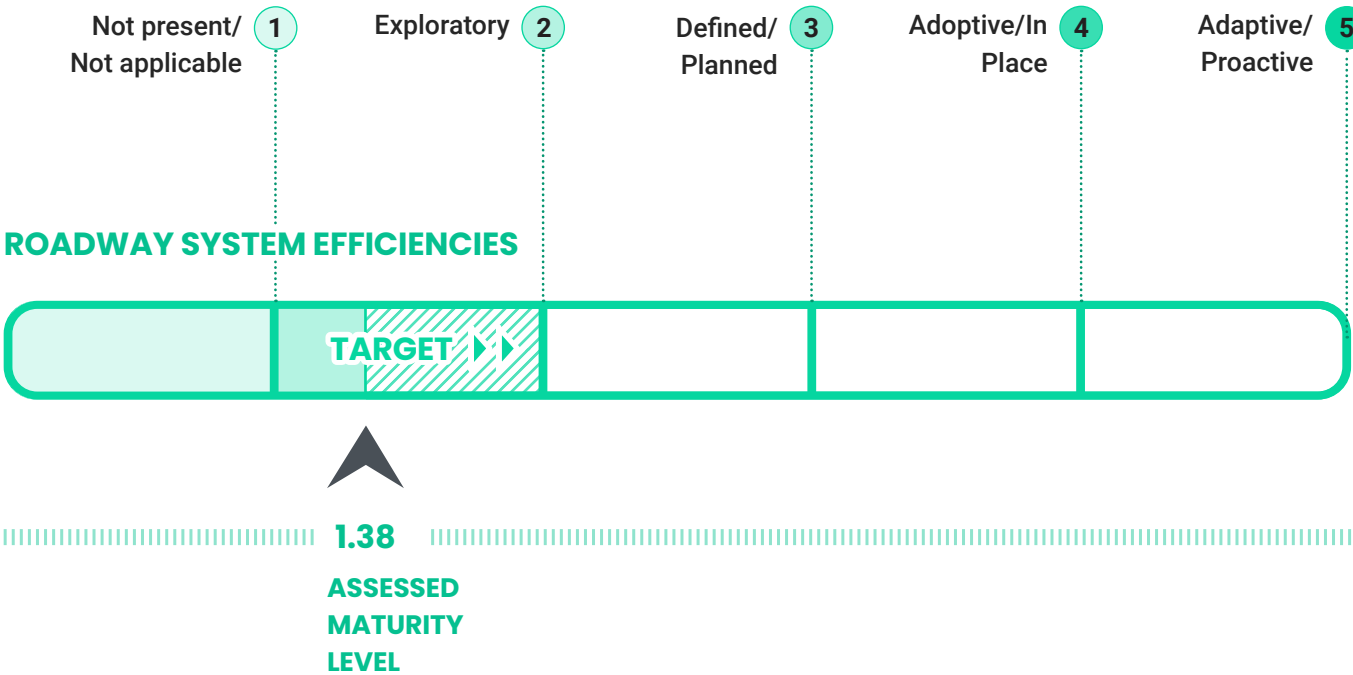 Not present/
Not applicable
1
Exploratory
2
Defined/
Planned
3
Adoptive/In
Place
4
Adaptive/
Proactive
5
ROADWAY SYSTEM EFFICIENCIES
TARGET
1.38
ASSESSED
MATURITY
LEVEL